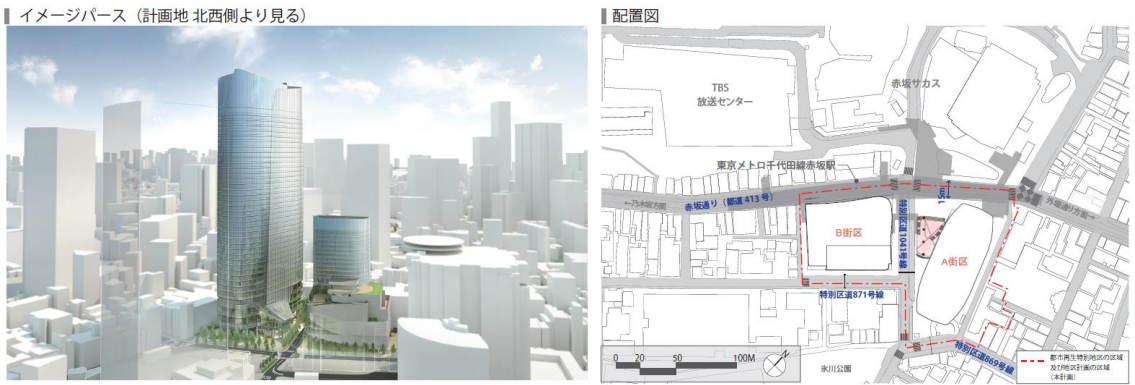 イメージパース（計画地 北西側より見る）
配置図
TBS
放送センター
赤坂サカス
東京メトロ千代田線赤坂駅
←乃木坂方面
赤坂通り（都道 413 号）
15m
外堀通り方面→
特別区道1041号線
B街区
A街区
特別区道871号線
特別区道869号線
氷川公園
0 20 50 100M
N
都市再生特別地区の区域
及び地区計画の区域
（本計画）